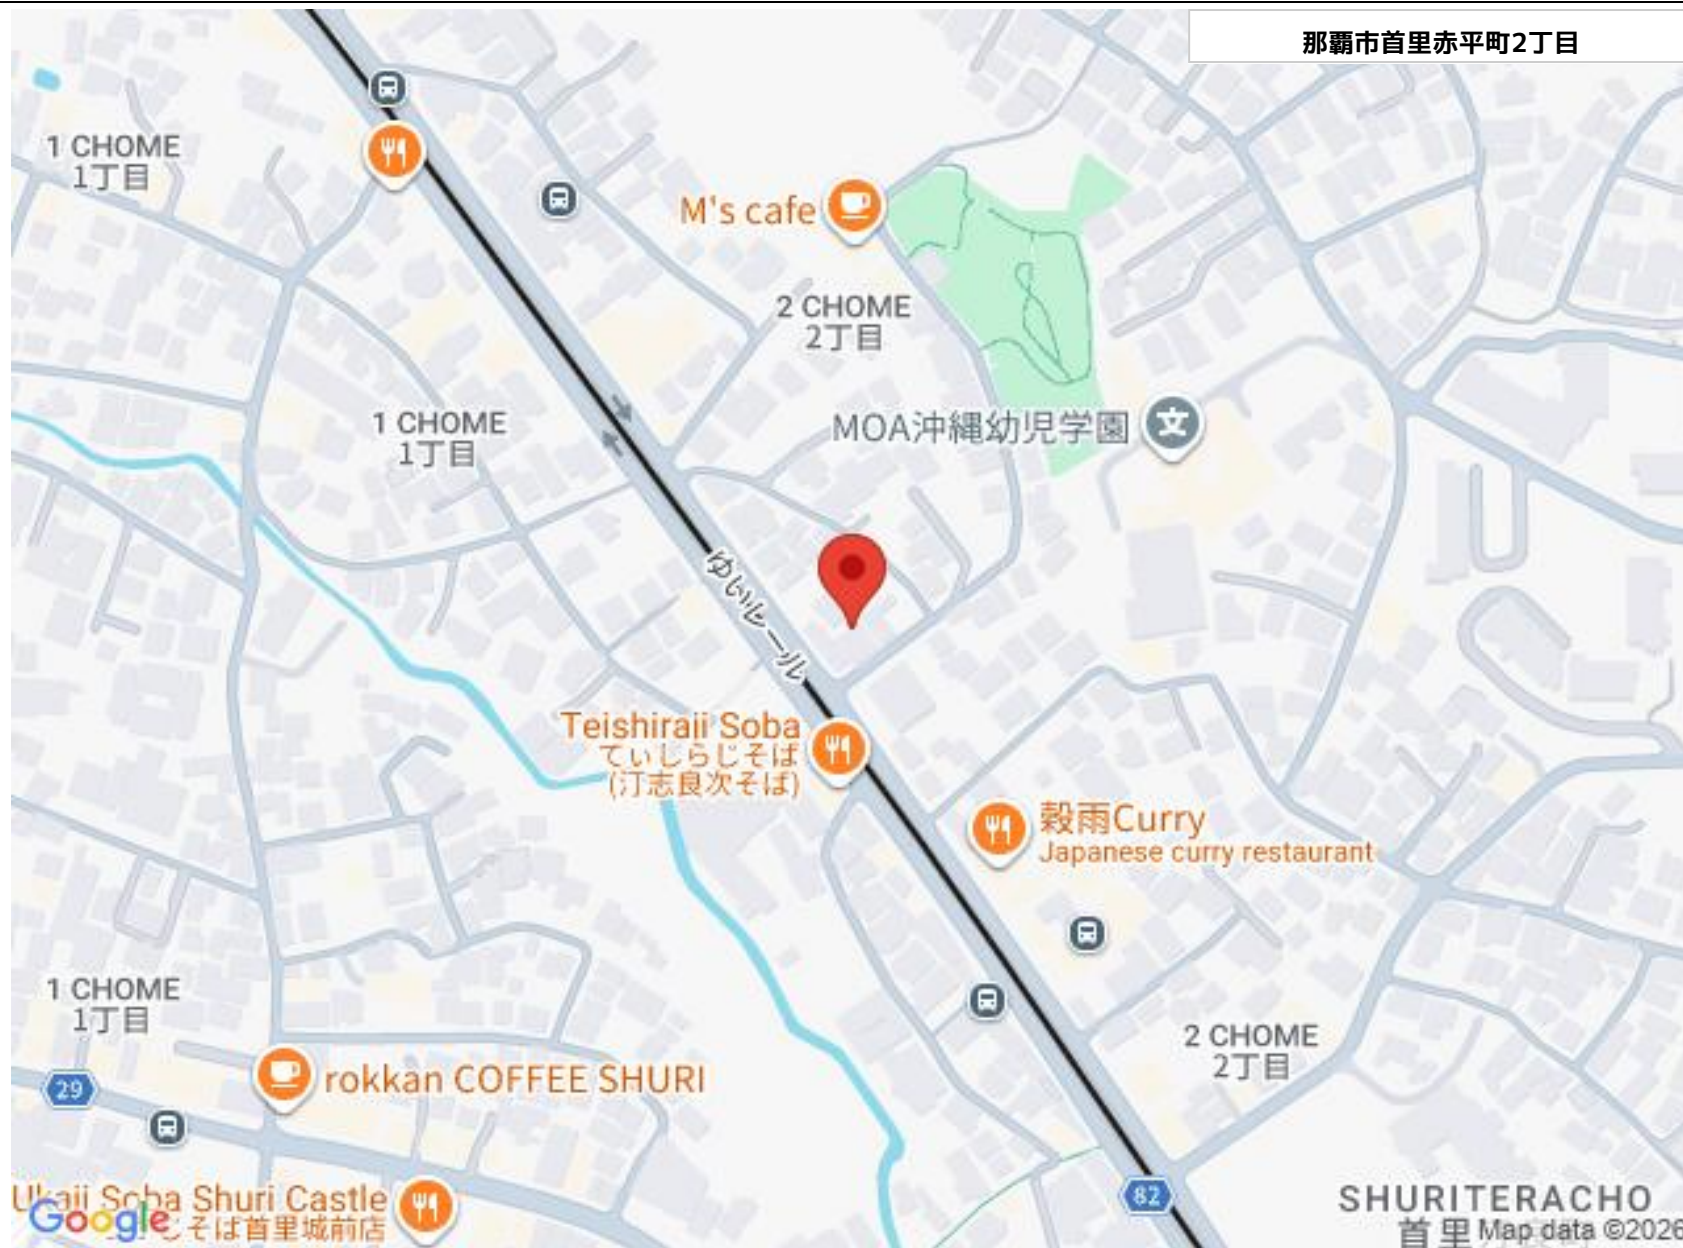 那覇市首里赤平町2丁目
1 CHOME
1丁目
M's cafe
2 CHOME
2丁目
1 CHOME
1丁目
MOA沖縄幼児学園
ゆいレール
Teishiraji Soba
てぃしらじそば
(汀志良次そば)
穀雨Curry
Japanese curry restaurant
1 CHOME
1丁目
2 CHOME
2丁目
29
rokkan COFFEE SHURI
82
Ukaji Soba Shuri Castle
じそば首里城前店
Google
SHURITERACHO
首里
Map data ©2026